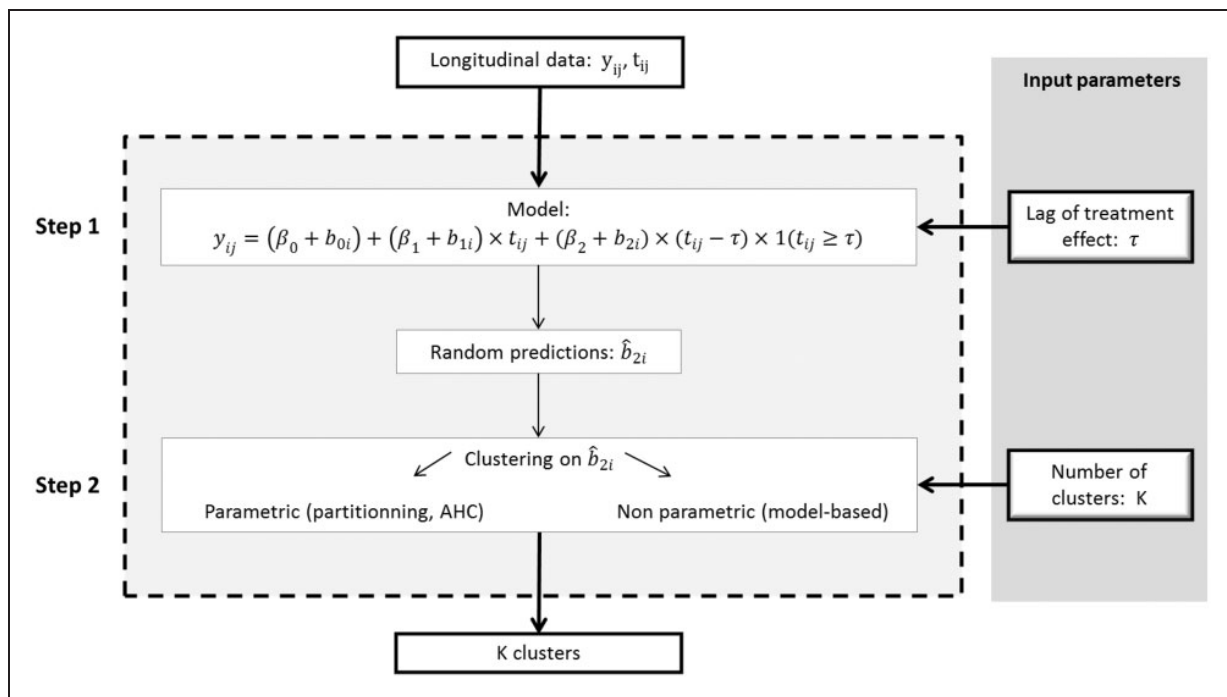 Longitudinal data: y_ij, t_ij
Input parameters
Step 1
Model:
y_ij = (β_0 + b_0i) + (β_1 + b_1i) × t_ij + (β_2 + b_2i) × (t_ij − τ) × 1(t_ij ≥ τ)
Lag of treatment
effect: τ
Random predictions: b̂_2i
Step 2
Clustering on b̂_2i
Parametric (partitionning, AHC)
Non parametric (model-based)
Number of
clusters: K
K clusters